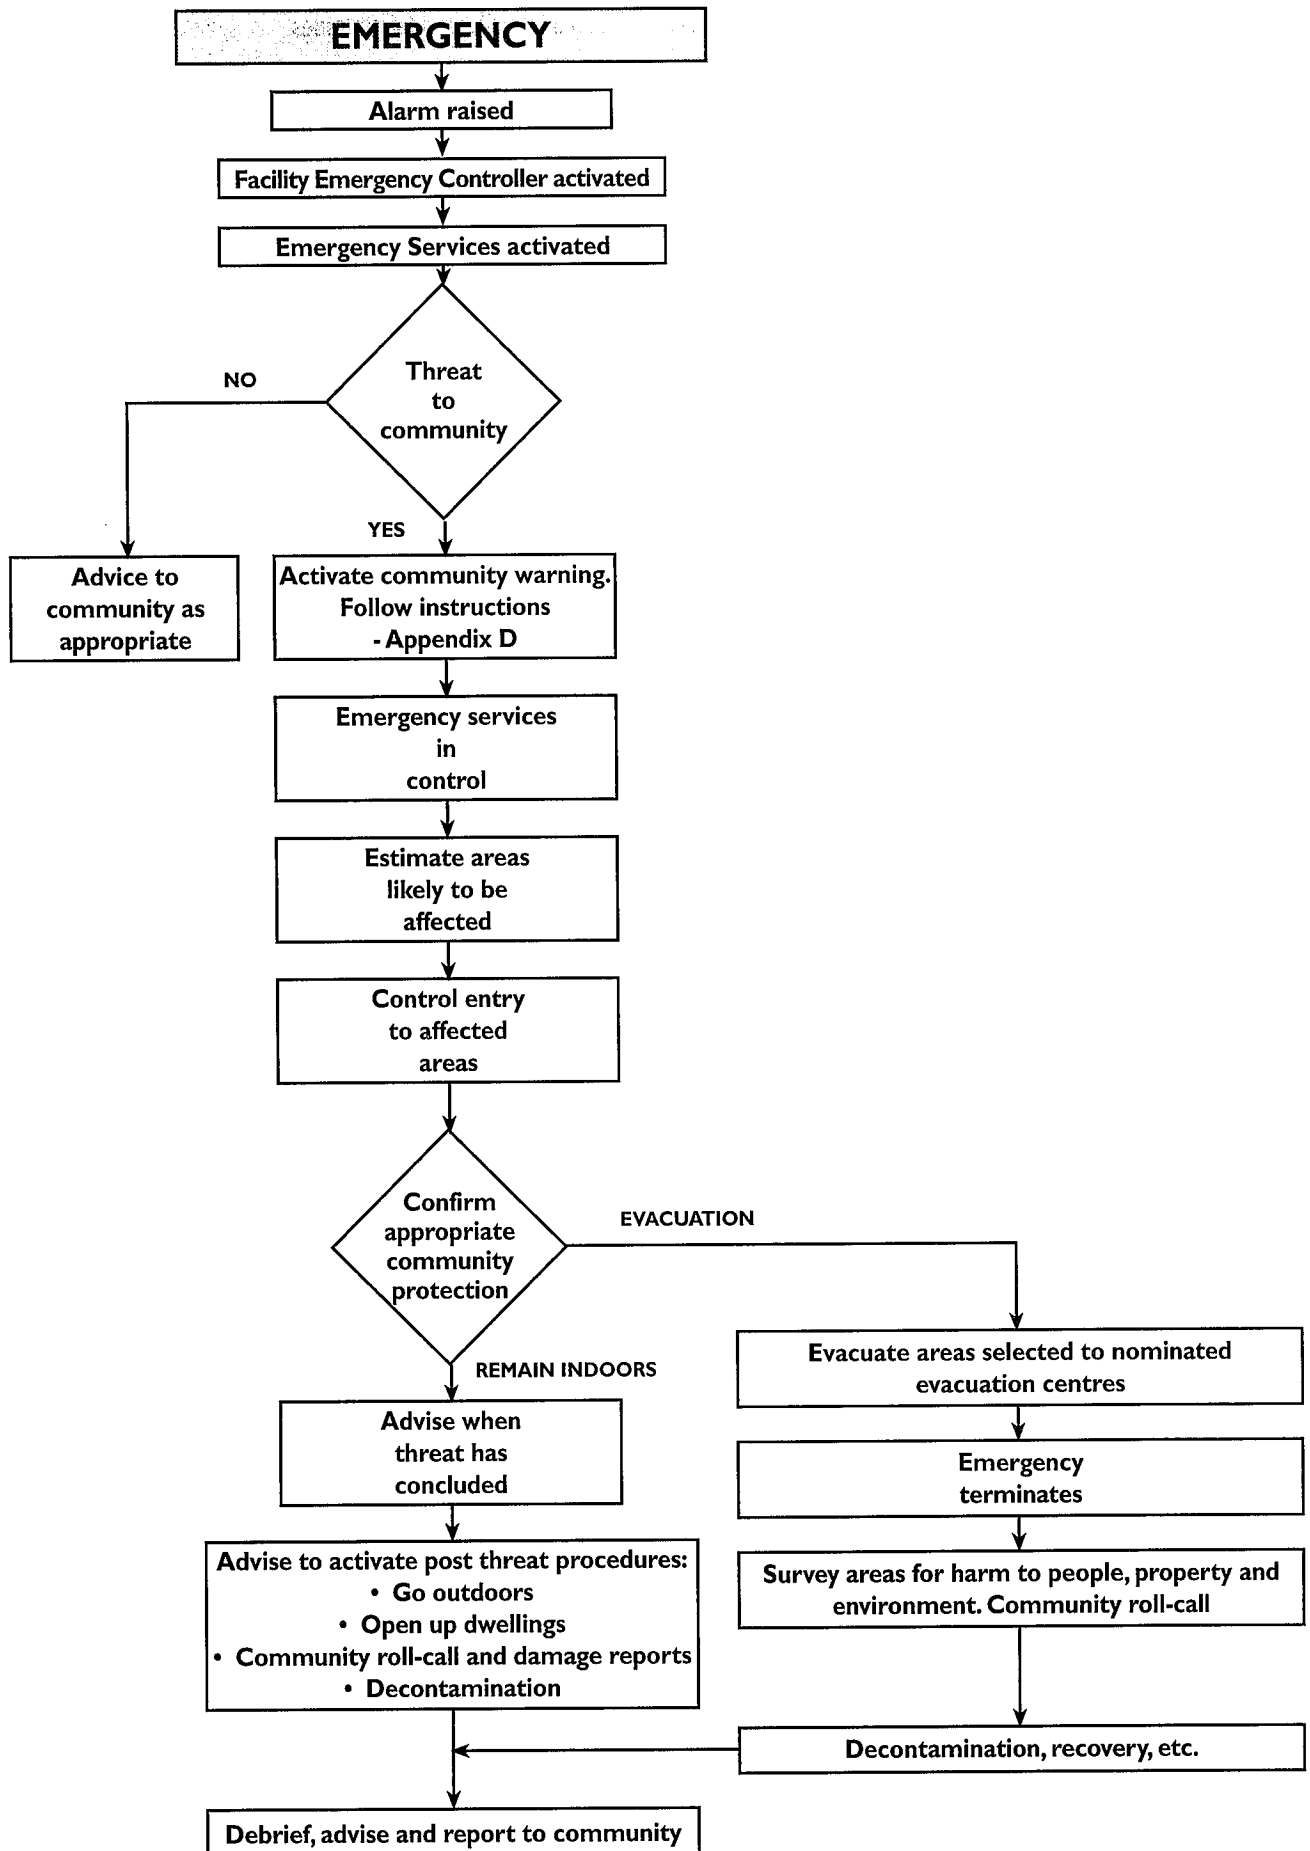 EMERGENCY
Alarm raised
Facility Emergency Controller activated
Emergency Services activated
Threat
to
community
NO
YES
Advice to
community as
appropriate
Activate community warning.
Follow instructions
- Appendix D
Emergency services
in
control
Estimate areas
likely to be
affected
Control entry
to affected
areas
Confirm
appropriate
community
protection
EVACUATION
REMAIN INDOORS
Evacuate areas selected to nominated
evacuation centres
Advise when
threat has
concluded
Emergency
terminates
Advise to activate post threat procedures:
• Go outdoors
• Open up dwellings
• Community roll-call and damage reports
• Decontamination
Survey areas for harm to people, property and
environment. Community roll-call
Decontamination, recovery, etc.
Debrief, advise and report to community